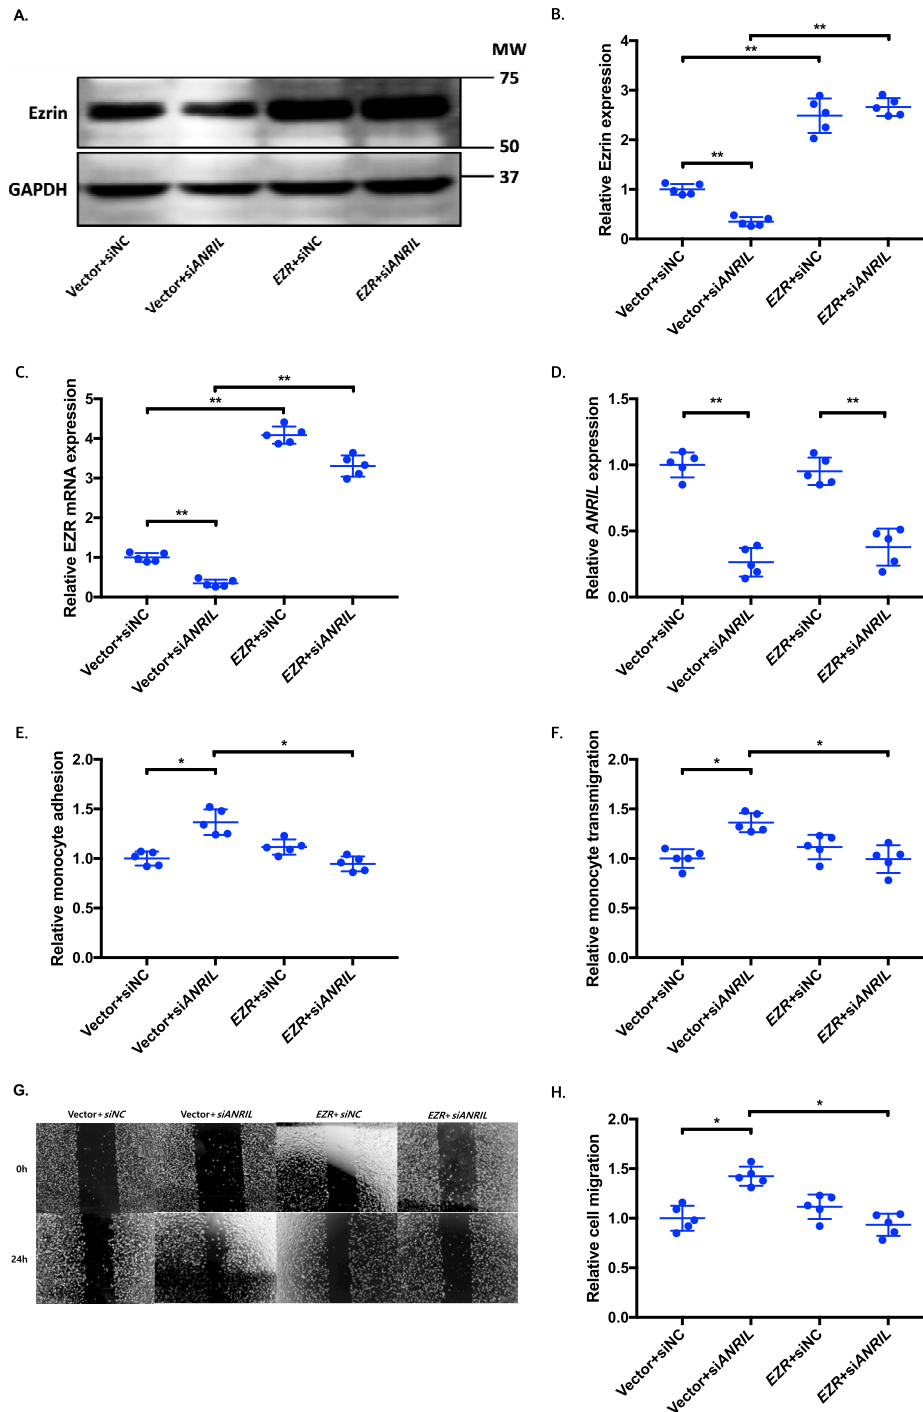 A.
MW
75
Ezrin
50
37
GAPDH
Vector+siNC
Vector+siANRIL
EZR+siNC
EZR+siANRIL
B.
**
**
**
Relative Ezrin expression
4
3
2
1
0
Vector+siNC
Vector+siANRIL
EZR+siNC
EZR+siANRIL
C.
**
**
**
Relative EZR mRNA expression
5
4
3
2
1
0
Vector+siNC
Vector+siANRIL
EZR+siNC
EZR+siANRIL
D.
**
**
Relative ANRIL expression
1.5
1.0
0.5
0.0
Vector+siNC
Vector+siANRIL
EZR+siNC
EZR+siANRIL
E.
*
*
Relative monocyte adhesion
2.0
1.5
1.0
0.5
0.0
Vector+siNC
Vector+siANRIL
EZR+siNC
EZR+siANRIL
F.
*
*
Relative monocyte transmigration
2.0
1.5
1.0
0.5
0.0
Vector+siNC
Vector+siANRIL
EZR+siNC
EZR+siANRIL
G.
Vector+ siNC
Vector+ siANRIL
EZR+ siNC
EZR+ siANRIL
0h
24h
H.
*
*
Relative cell migration
2.0
1.5
1.0
0.5
0.0
Vector+siNC
Vector+siANRIL
EZR+siNC
EZR+siANRIL